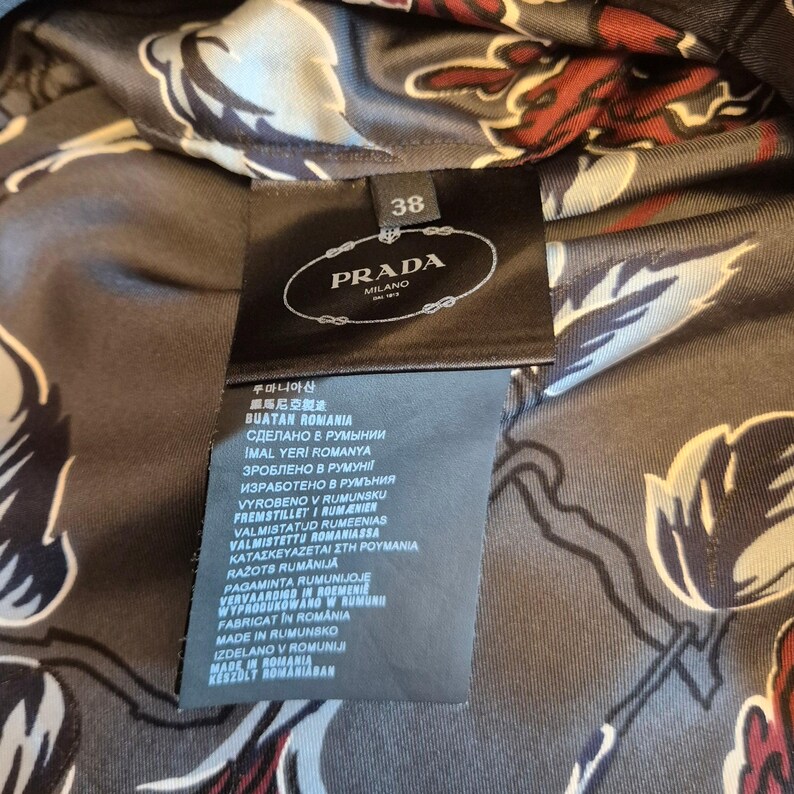 38
PRADA
MILANO
DAL 1913
루마니아산
羅馬尼亞製造
BUATAN ROMANIA
СДЕЛАНО В РУМЫНИИ
İMAL YERİ ROMANYA
ЗРОБЛЕНО В РУМУНІЇ
ИЗРАБОТЕНО В РУМЪНИЯ
VYROBENO V RUMUNSKU
FREMSTILLET I RUMÆNIEN
VALMISTATUD RUMEENIAS
VALMISTETTU ROMANIASSA
ΚΑΤΑΣΚΕΥΑΖΕΤΑΙ ΣΤΗ ΡΟΥΜΑΝΙΑ
RAŽOTS RUMĀNIJĀ
PAGAMINTA RUMUNIJOJE
VERVAARDIGD IN ROEMENIË
WYPRODUKOWANO W RUMUNII
FABRICAT ÎN ROMÂNIA
MADE IN RUMUNSKO
IZDELANO V ROMUNIJI
MADE IN ROMANIA
KÉSZÜLT ROMÁNIÁBAN